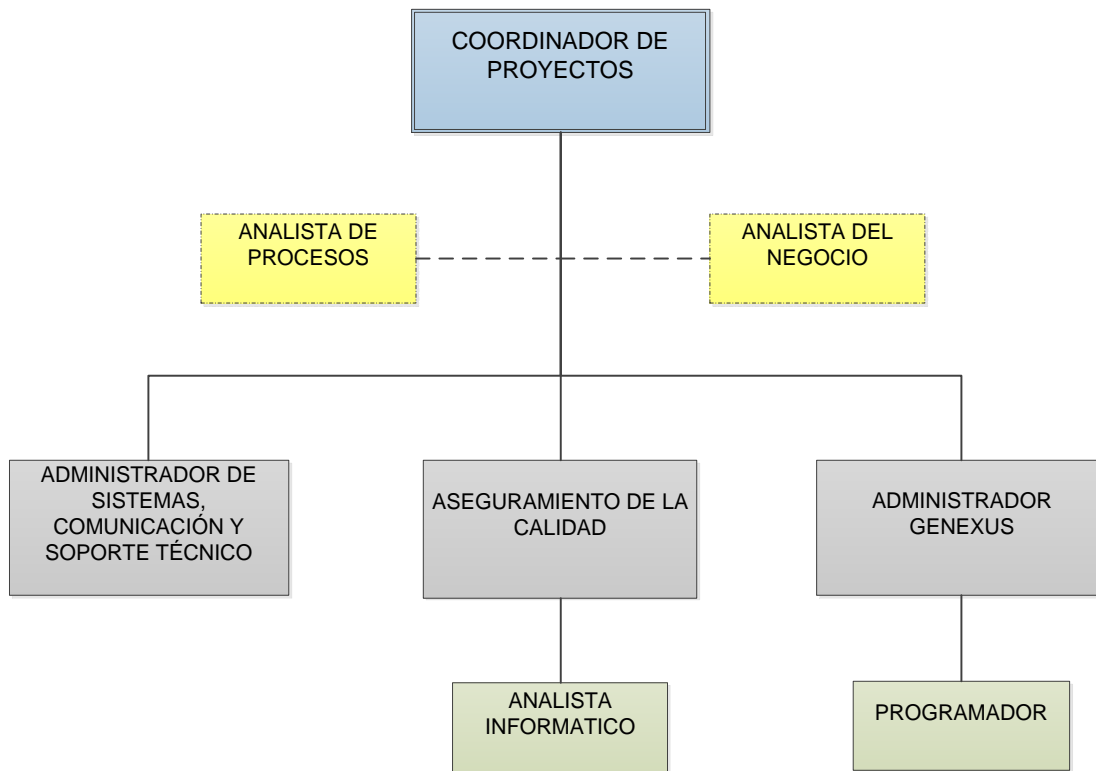 COORDINADOR DE
PROYECTOS
ANALISTA DE
PROCESOS
ANALISTA DEL
NEGOCIO
ADMINISTRADOR DE
SISTEMAS,
COMUNICACIÓN Y
SOPORTE TÉCNICO
ASEGURAMIENTO DE LA
CALIDAD
ADMINISTRADOR
GENEXUS
ANALISTA
INFORMATICO
PROGRAMADOR